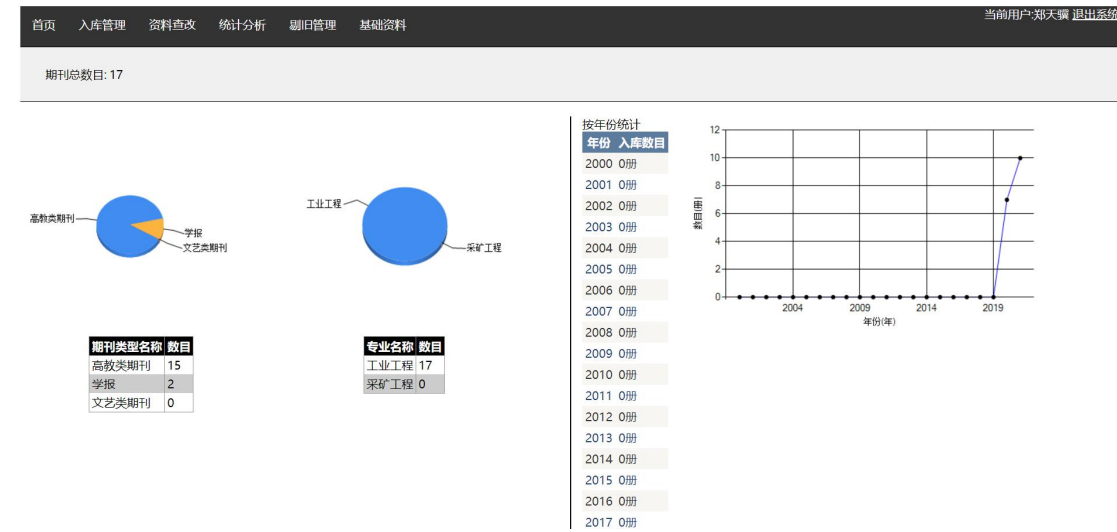 当前用户:郑天骥 退出系统
首页 入库管理 资料查改 统计分析 剔旧管理 基础资料
期刊总数目: 17
高教类期刊
学报
文艺类期刊
工业工程
采矿工程
期刊类型名称 数目
高教类期刊 15
学报 2
文艺类期刊 0
专业名称 数目
工业工程 17
采矿工程 0
按年份统计
年份 入库数目
2000 0册
2001 0册
2002 0册
2003 0册
2004 0册
2005 0册
2006 0册
2007 0册
2008 0册
2009 0册
2010 0册
2011 0册
2012 0册
2013 0册
2014 0册
2015 0册
2016 0册
2017 0册
12
10
8
6
4
2
0
数目(册)
2004 2009 2014 2019
年份(年)